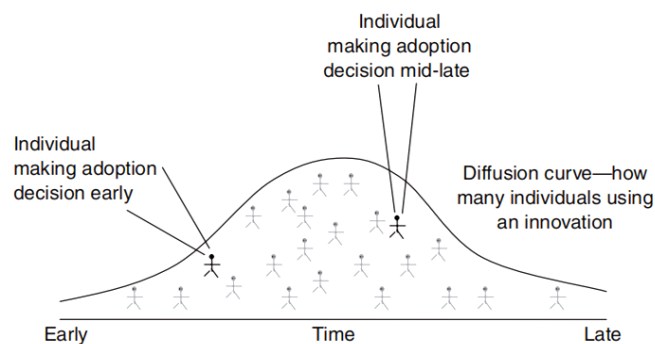 Individual
making adoption
decision mid-late
Individual
making adoption
decision early
Diffusion curve—how
many individuals using
an innovation
Early
Time
Late